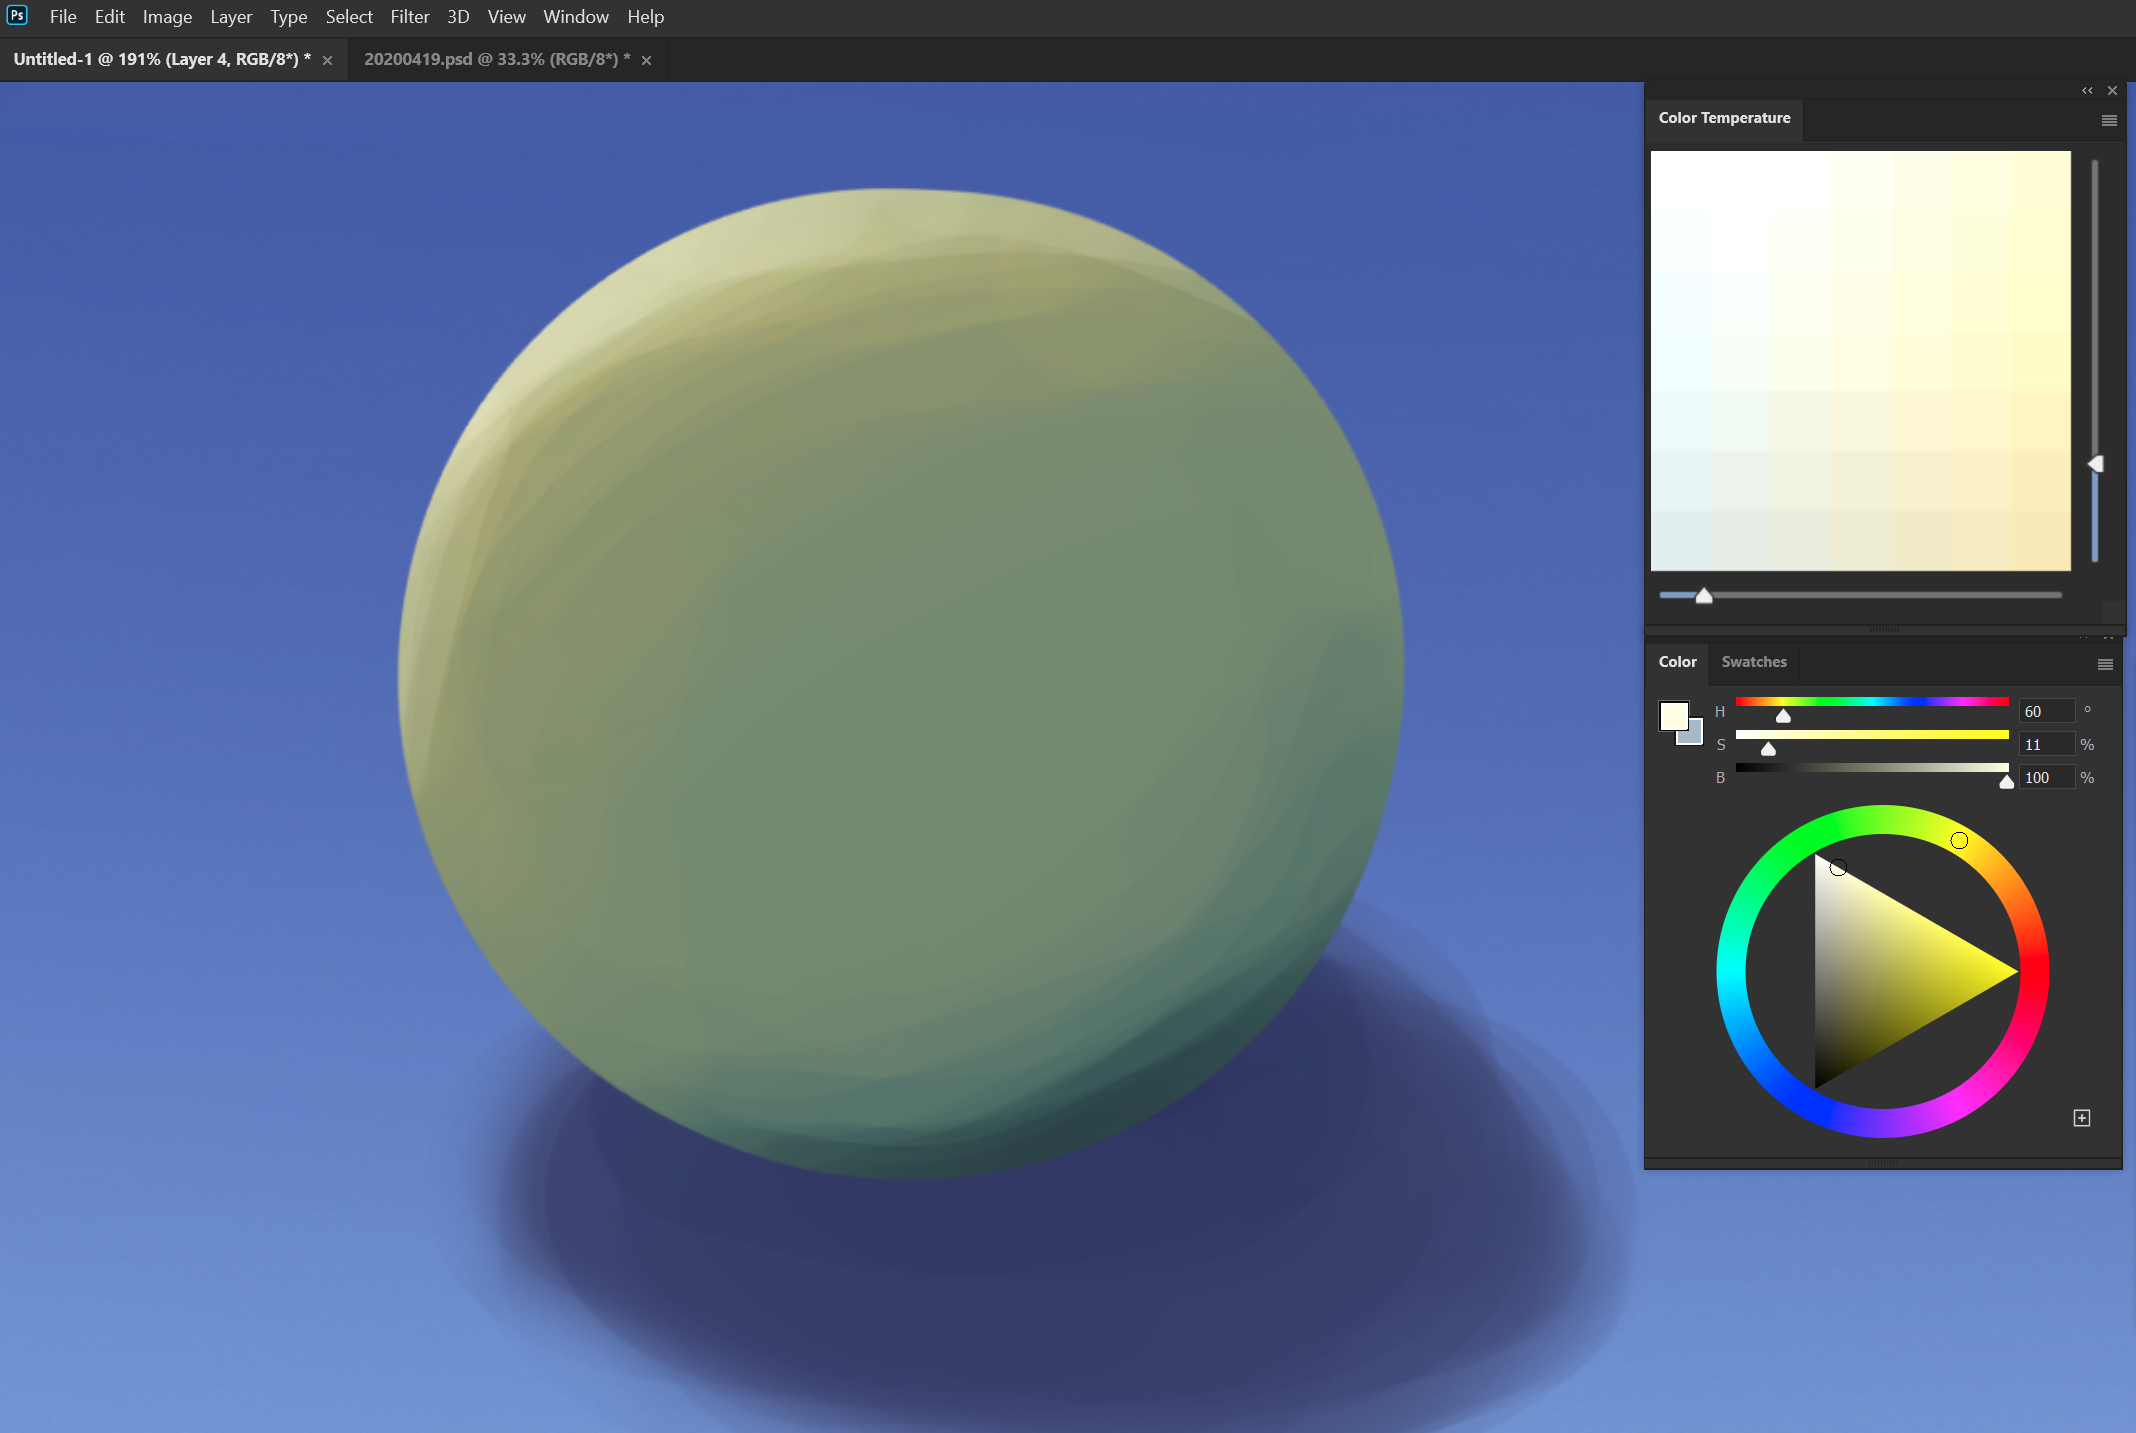 Ps File Edit Image Layer Type Select Filter 3D View Window Help
Untitled-1 @ 191% (Layer 4, RGB/8*) * × 20200419.psd @ 33.3% (RGB/8*) * ×
Color Temperature
Color Swatches
H 60 °
S 11 %
B 100 %